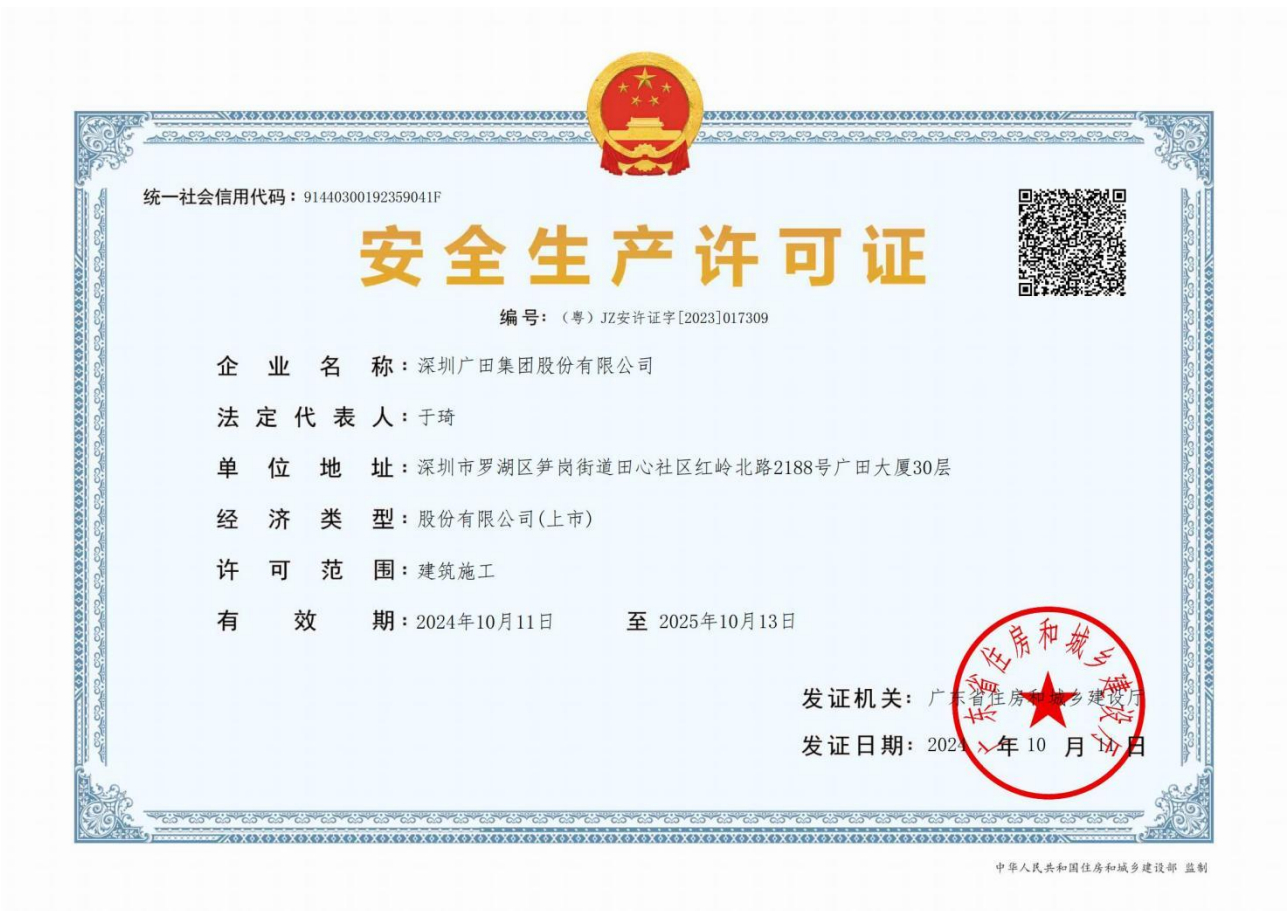 统一社会信用代码：91440300192359041F
安全生产许可证
编号：（粤）JZ安许证字[2023]017309
企业名称：深圳广田集团股份有限公司
法定代表人：于琦
单位地址：深圳市罗湖区笋岗街道田心社区红岭北路2188号广田大厦30层
经济类型：股份有限公司(上市)
许可范围：建筑施工
有效期：2024年10月11日 至 2025年10月13日
发证机关：广东省住房和城乡建设厅
发证日期：2024年10月11日
广东省住房和城乡建设厅
中华人民共和国住房和城乡建设部 监制